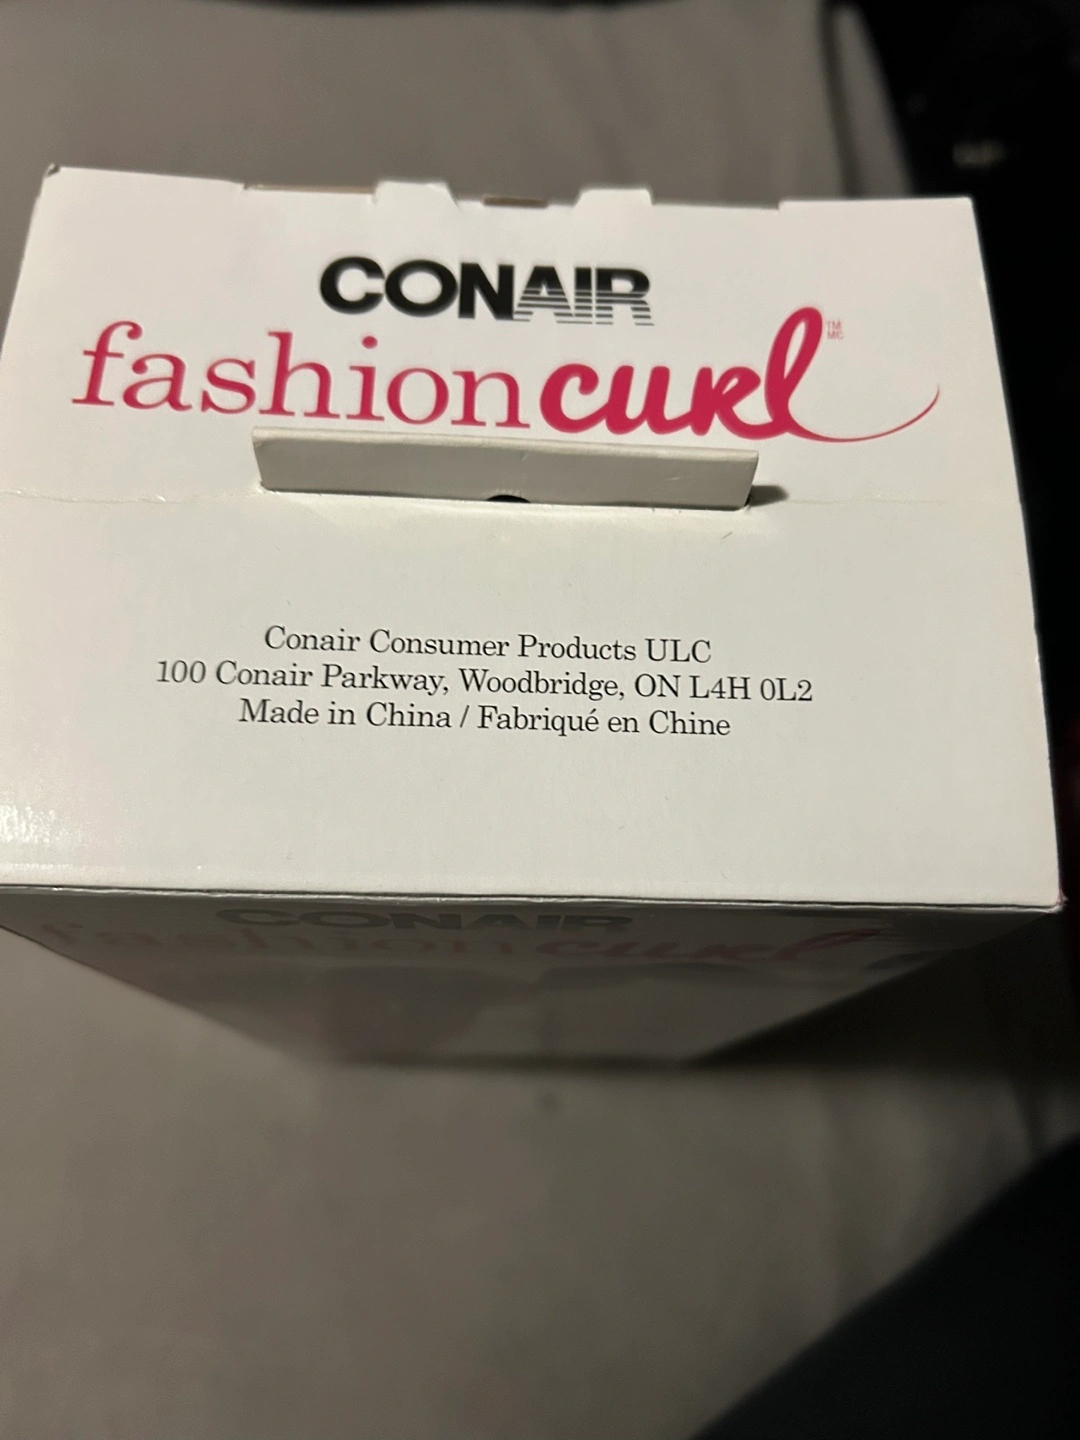 CONAIR
fashioncurl
TM
MC
Conair Consumer Products ULC
100 Conair Parkway, Woodbridge, ON L4H 0L2
Made in China / Fabriqué en Chine
CONAIR
fashioncurl